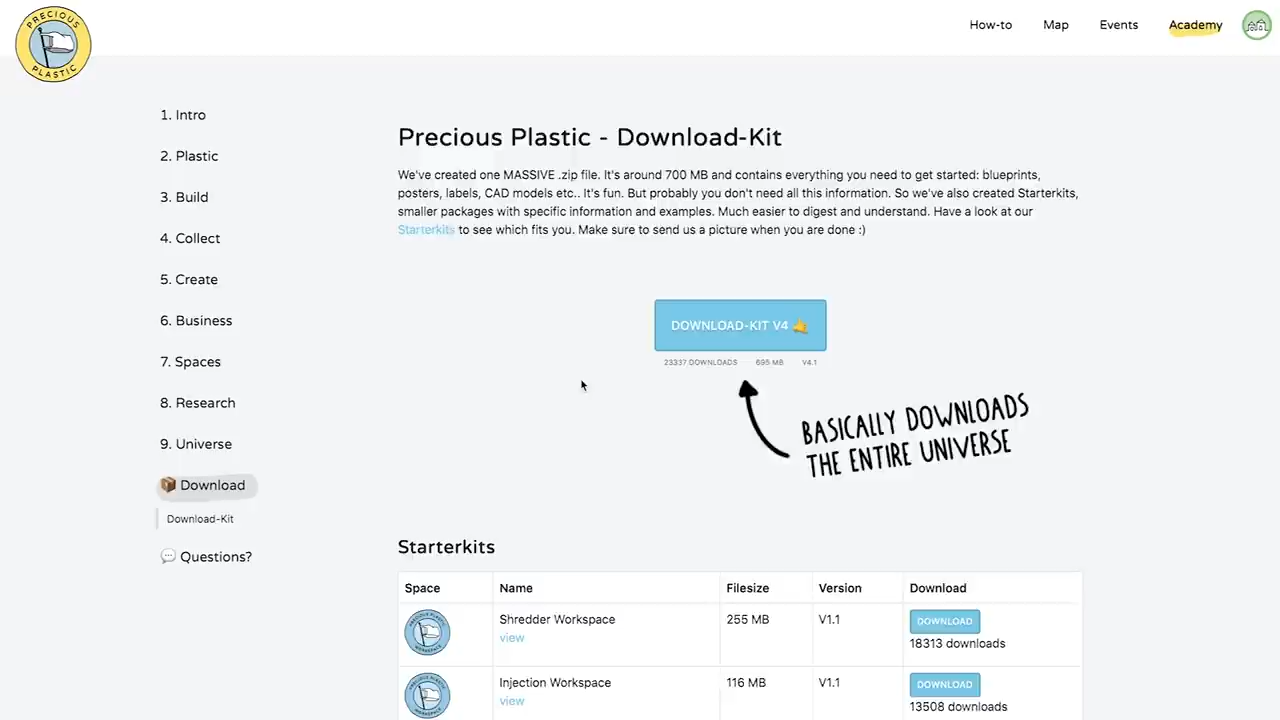 PRECIOUS
PLASTIC
How-to
Map
Events
Academy
1. Intro
2. Plastic
3. Build
4. Collect
5. Create
6. Business
7. Spaces
8. Research
9. Universe
Download
Download-Kit
Questions?
Precious Plastic - Download-Kit
We've created one MASSIVE .zip file. It's around 700 MB and contains everything you need to get started: blueprints,
posters, labels, CAD models etc.. It's fun. But probably you don't need all this information. So we've also created Starterkits,
smaller packages with specific information and examples. Much easier to digest and understand. Have a look at our
Starterkits to see which fits you. Make sure to send us a picture when you are done :)
DOWNLOAD-KIT V4
23337 DOWNLOADS 695 MB V4.1
BASICALLY DOWNLOADS
THE ENTIRE UNIVERSE
Starterkits
Space Name Filesize Version Download
PRECIOUS PLASTIC
WORKSPACE
Shredder Workspace 255 MB V1.1 DOWNLOAD
view 18313 downloads
PRECIOUS PLASTIC
Injection Workspace 116 MB V1.1 DOWNLOAD
view 13508 downloads